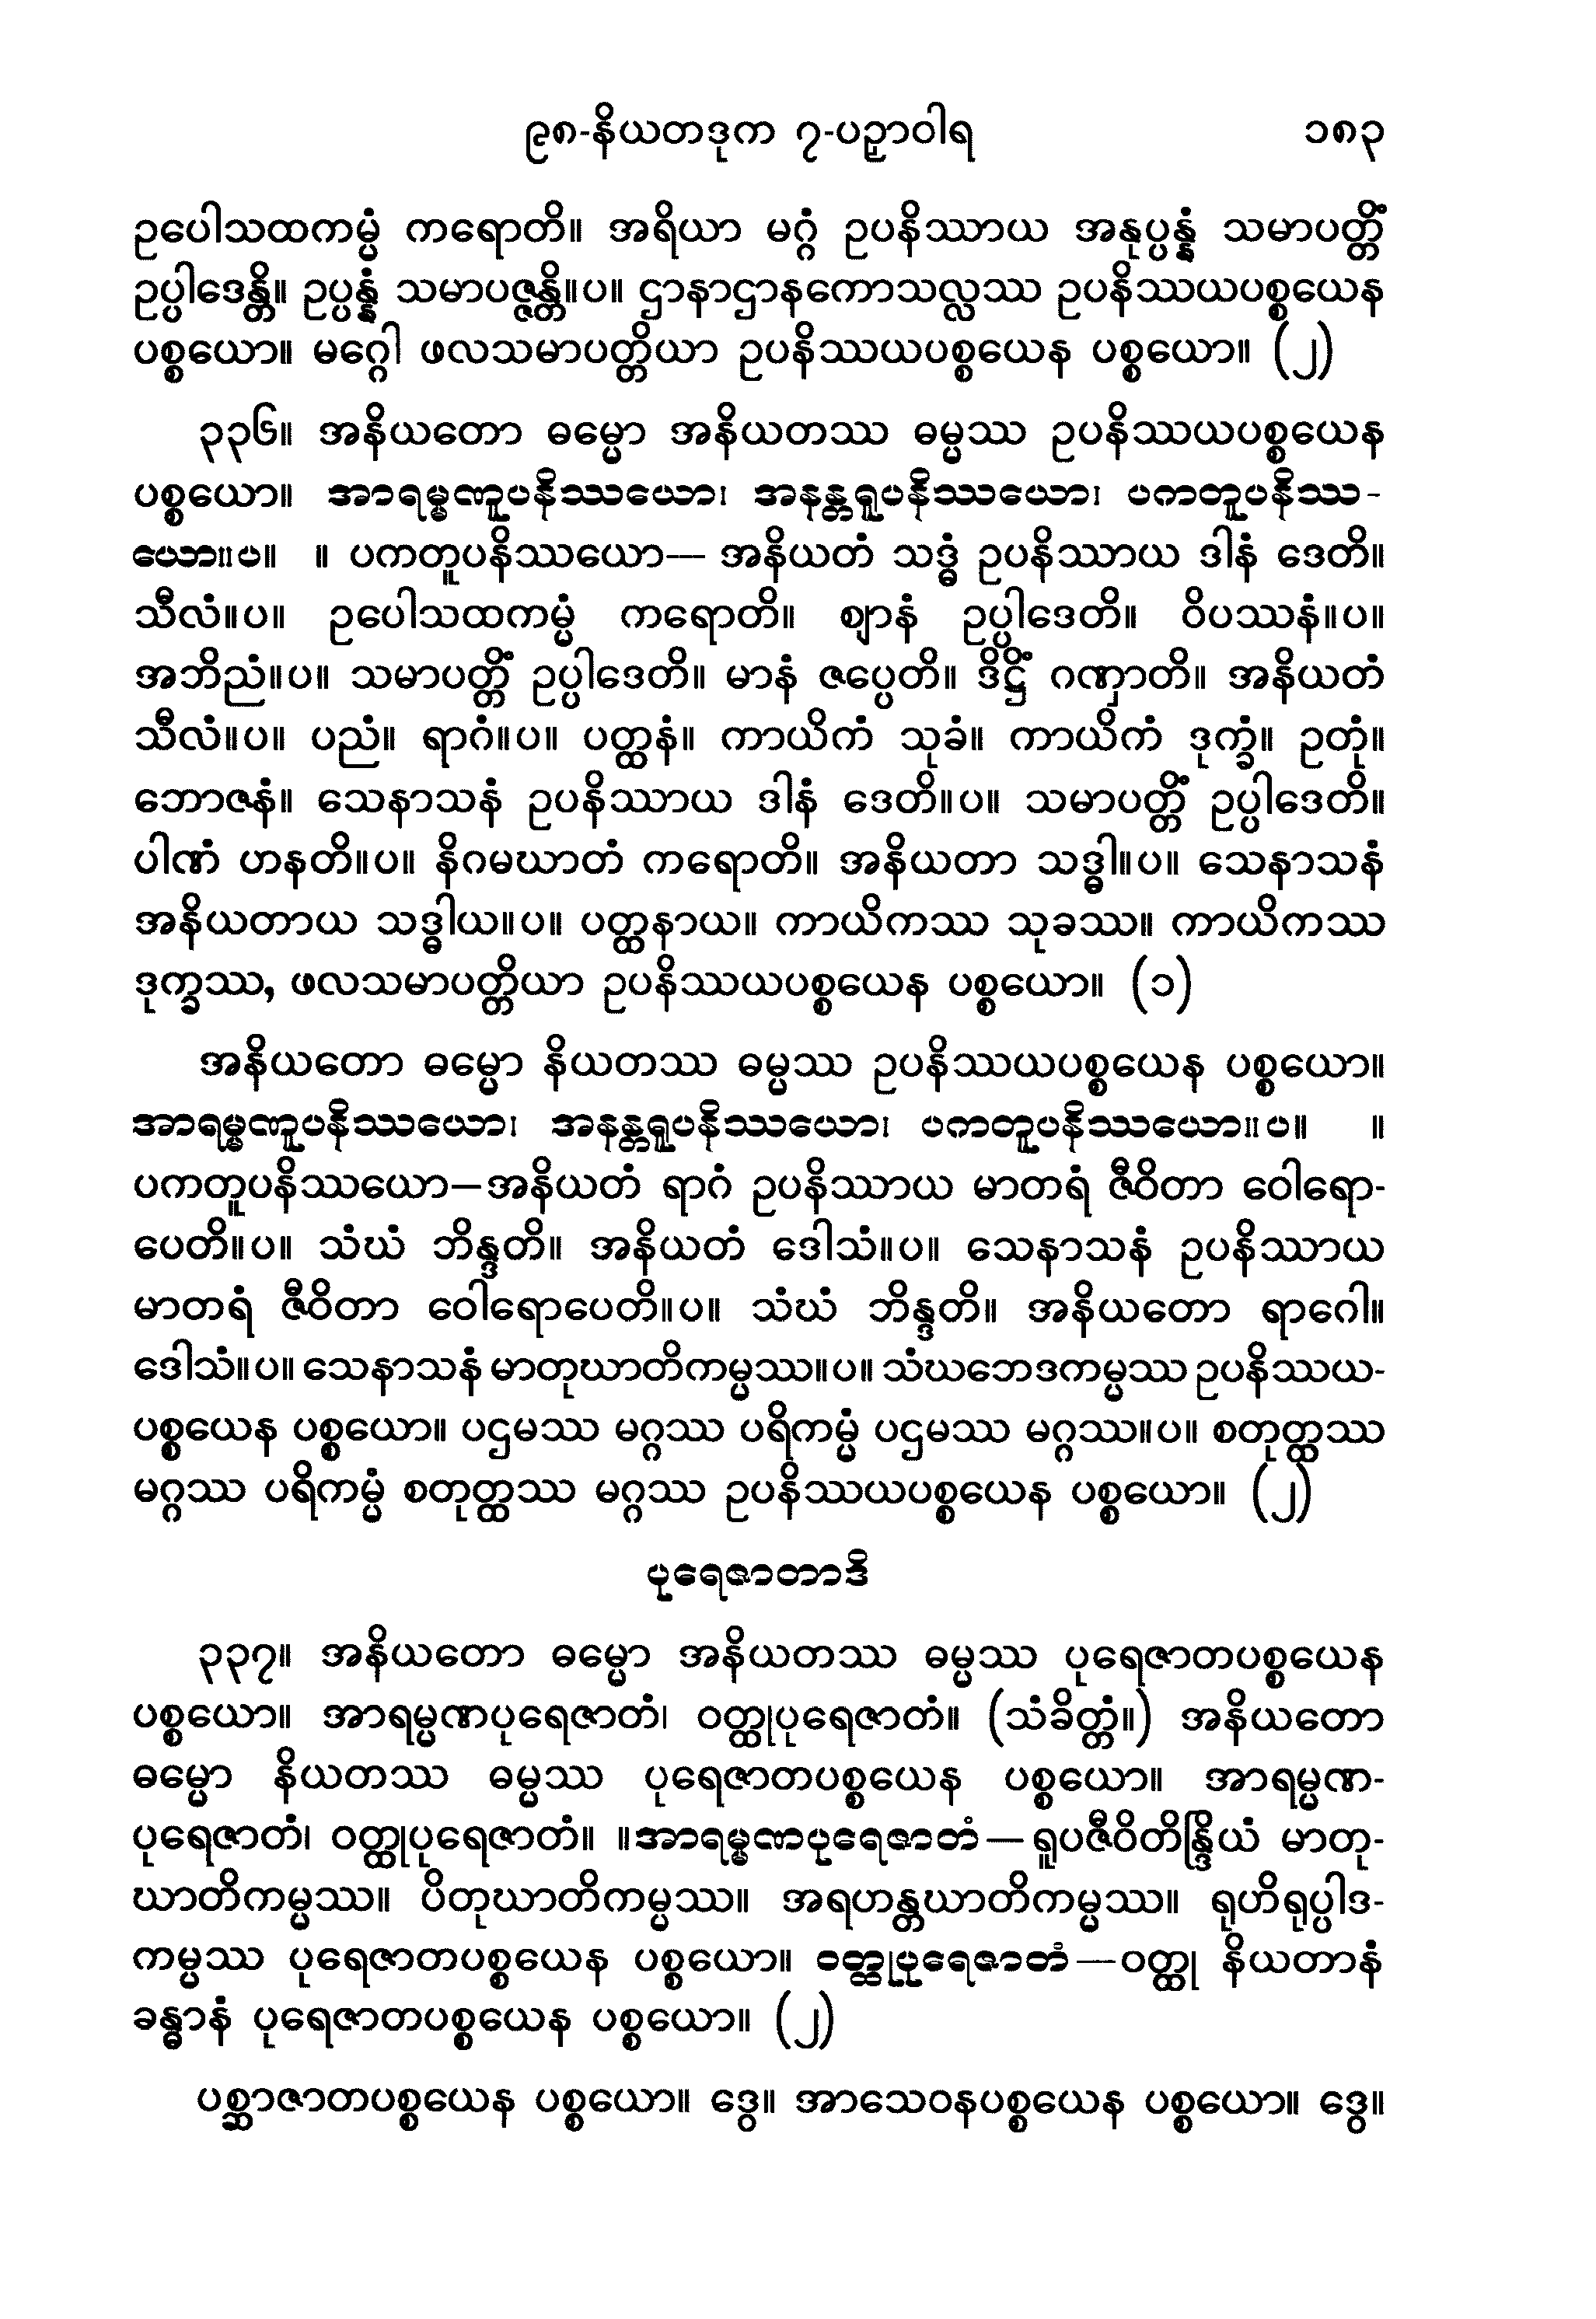 ၉၈-နိယတဒုက ၇-ပဉှာဝါရ ၁၈၃
ဥပေါသထကမ္မံ ကရောတိ။ အရိယာ မဂ္ဂံ ဥပနိဿာယ အနုပ္ပန္နံ သမာပတ္တိံ
ဥပ္ပါဒေန္တိ။ ဥပ္ပန္နံ သမာပဇ္ဇန္တိ။ပ။ ဌာနာဌာနကောသလ္လဿ ဥပနိဿယပစ္စယေန
ပစ္စယော။ မဂ္ဂေါ ဖလသမာပတ္တိယာ ဥပနိဿယပစ္စယေန ပစ္စယော။ (၂)
၃၃၆။ အနိယတော ဓမ္မော အနိယတဿ ဓမ္မဿ ဥပနိဿယပစ္စယေန
ပစ္စယော။ အာရမ္မဏူပနိဿယော၊ အနန္တရူပနိဿယော၊ ပကတူပနိဿ-
ယော။ပ။ ။ ပကတူပနိဿယော— အနိယတံ သဒ္ဓံ ဥပနိဿာယ ဒါနံ ဒေတိ။
သီလံ။ပ။ ဥပေါသထကမ္မံ ကရောတိ။ ဈာနံ ဥပ္ပါဒေတိ။ ဝိပဿနံ။ပ။
အဘိညံ။ပ။ သမာပတ္တိံ ဥပ္ပါဒေတိ။ မာနံ ဇပ္ပေတိ။ ဒိဋ္ဌိံ ဂဏှာတိ။ အနိယတံ
သီလံ။ပ။ ပညံ။ ရာဂံ။ပ။ ပတ္ထနံ။ ကာယိကံ သုခံ။ ကာယိကံ ဒုက္ခံ။ ဥတုံ။
ဘောဇနံ။ သေနာသနံ ဥပနိဿာယ ဒါနံ ဒေတိ။ပ။ သမာပတ္တိံ ဥပ္ပါဒေတိ။
ပါဏံ ဟနတိ။ပ။ နိဂမဃာတံ ကရောတိ။ အနိယတာ သဒ္ဓါ။ပ။ သေနာသနံ
အနိယတာယ သဒ္ဓါယ။ပ။ ပတ္ထနာယ။ ကာယိကဿ သုခဿ။ ကာယိကဿ
ဒုက္ခဿ, ဖလသမာပတ္တိယာ ဥပနိဿယပစ္စယေန ပစ္စယော။ (၁)
အနိယတော ဓမ္မော နိယတဿ ဓမ္မဿ ဥပနိဿယပစ္စယေန ပစ္စယော။
အာရမ္မဏူပနိဿယော၊ အနန္တရူပနိဿယော၊ ပကတူပနိဿယော။ပ။ ။
ပကတူပနိဿယော—အနိယတံ ရာဂံ ဥပနိဿာယ မာတရံ ဇီဝိတာ ဝေါရော-
ပေတိ။ပ။ သံဃံ ဘိန္ဒတိ။ အနိယတံ ဒေါသံ။ပ။ သေနာသနံ ဥပနိဿာယ
မာတရံ ဇီဝိတာ ဝေါရောပေတိ။ပ။ သံဃံ ဘိန္ဒတိ။ အနိယတော ရာဂေါ။
ဒေါသံ။ပ။ သေနာသနံ မာတုဃာတိကမ္မဿ။ပ။ သံဃဘေဒကမ္မဿ ဥပနိဿယ-
ပစ္စယေန ပစ္စယော။ ပဌမဿ မဂ္ဂဿ ပရိကမ္မံ ပဌမဿ မဂ္ဂဿ။ပ။ စတုတ္ထဿ
မဂ္ဂဿ ပရိကမ္မံ စတုတ္ထဿ မဂ္ဂဿ ဥပနိဿယပစ္စယေန ပစ္စယော။ (၂)
ပုရေဇာတာဒိ
၃၃၇။ အနိယတော ဓမ္မော အနိယတဿ ဓမ္မဿ ပုရေဇာတပစ္စယေန
ပစ္စယော။ အာရမ္မဏပုရေဇာတံ၊ ဝတ္ထုပုရေဇာတံ။ (သံခိတ္တံ။) အနိယတော
ဓမ္မော နိယတဿ ဓမ္မဿ ပုရေဇာတပစ္စယေန ပစ္စယော။ အာရမ္မဏ-
ပုရေဇာတံ၊ ဝတ္ထုပုရေဇာတံ။ ။အာရမ္မဏပုရေဇာတံ—ရူပဇီဝိတိန္ဒြိယံ မာတု-
ဃာတိကမ္မဿ။ ပိတုဃာတိကမ္မဿ။ အရဟန္တဃာတိကမ္မဿ။ ရုဟိရုပ္ပါဒ-
ကမ္မဿ ပုရေဇာတပစ္စယေန ပစ္စယော။ ဝတ္ထုပုရေဇာတံ—ဝတ္ထု နိယတာနံ
ခန္ဓာနံ ပုရေဇာတပစ္စယေန ပစ္စယော။ (၂)
ပစ္ဆာဇာတပစ္စယေန ပစ္စယော။ ဒွေ။ အာသေဝနပစ္စယေန ပစ္စယော။ ဒွေ။